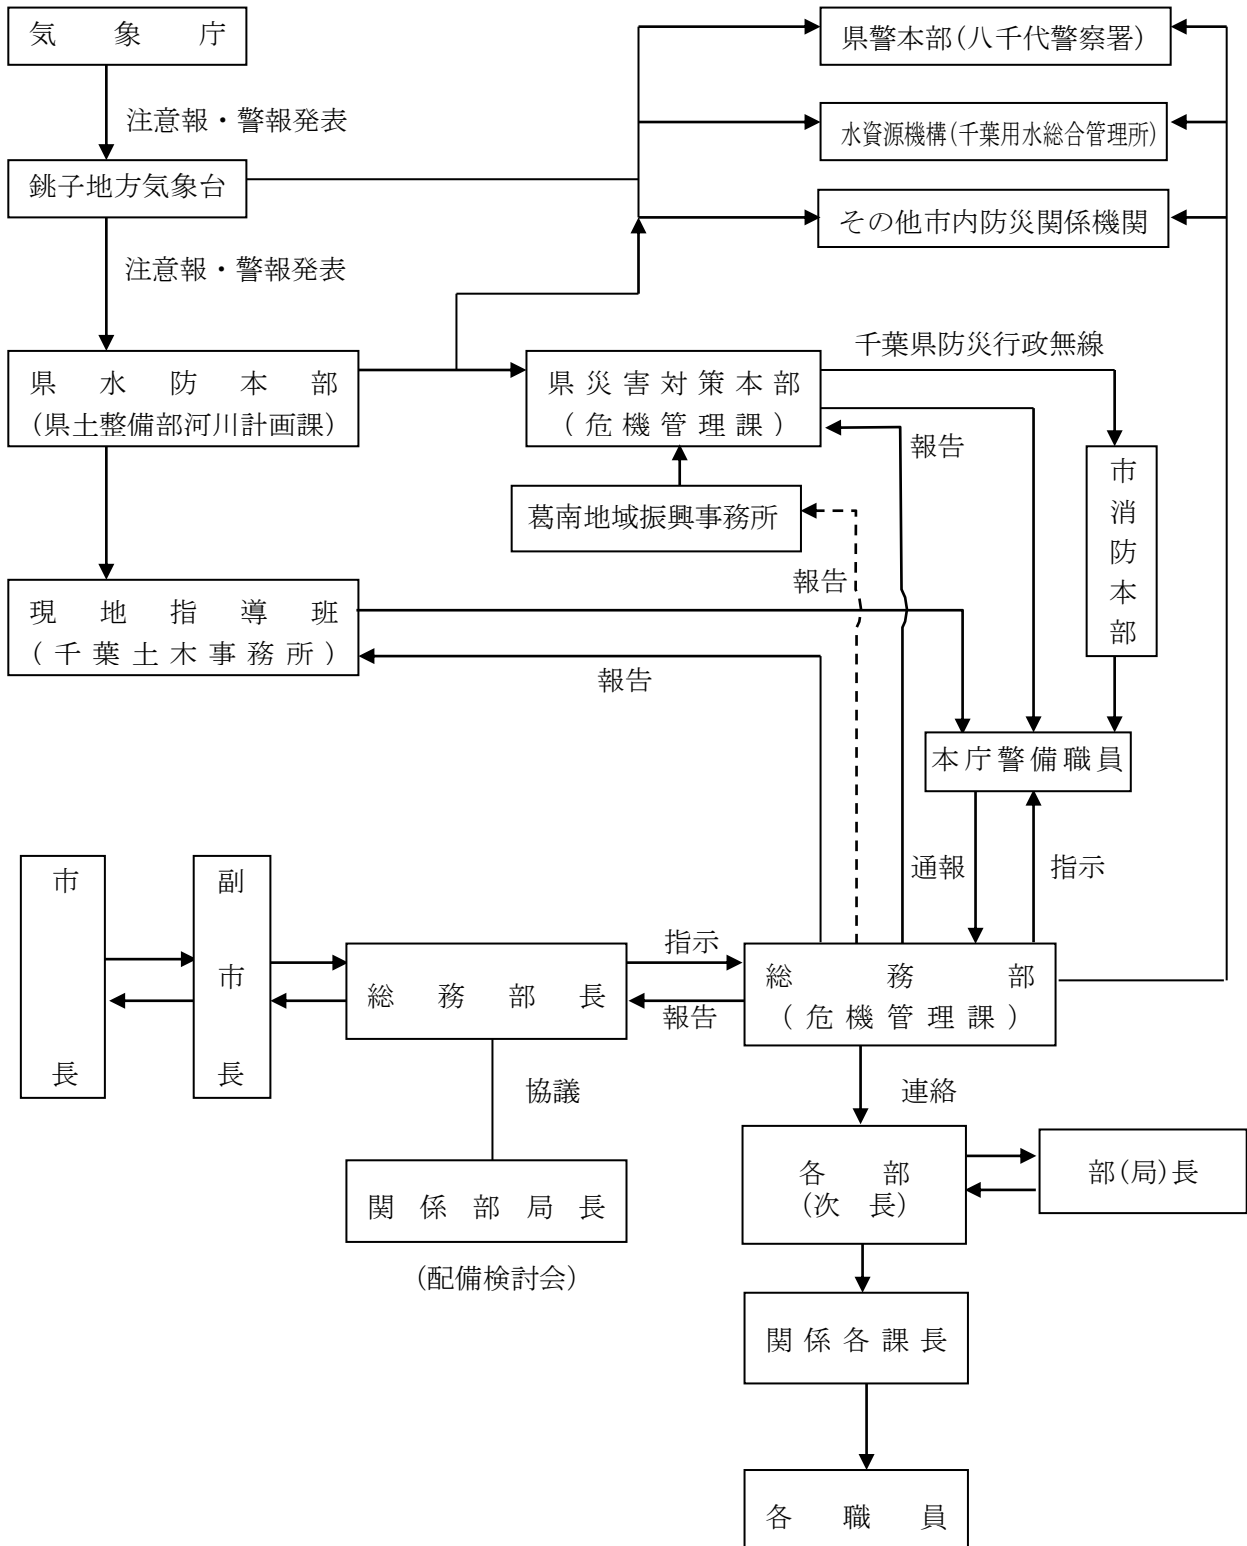 気象庁
県警本部(八千代警察署)
注意報・警報発表
水資源機構(千葉用水総合管理所)
銚子地方気象台
その他市内防災関係機関
注意報・警報発表
千葉県防災行政無線
県水防本部
(県土整備部河川計画課)
県災害対策本部
(危機管理課)
報告
市消防本部
葛南地域振興事務所
報告
現地指導班
(千葉土木事務所)
報告
本庁警備職員
通報
指示
市長
副市長
指示
総務部長
総務部
(危機管理課)
報告
協議
連絡
各部
(次長)
部(局)長
関係部局長
(配備検討会)
関係各課長
各職員